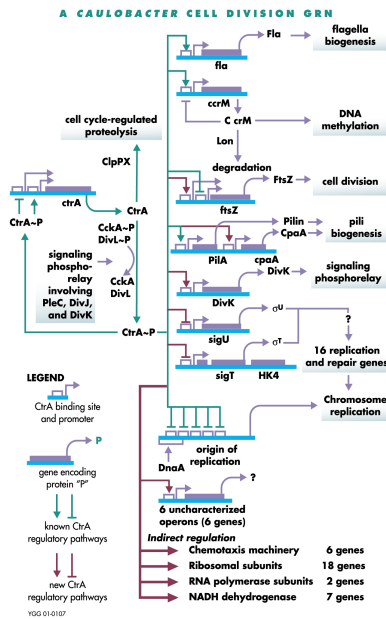 A CAULOBACTER CELL DIVISION GRN
Fla
flagella
biogenesis
fla
ccrM
C crM
DNA
methylation
cell cycle-regulated
proteolysis
Lon
ClpPX
degradation
FtsZ
cell division
ftsZ
ctrA
CtrA
CtrA~P
CckA~P
DivL~P
Pilin
CpaA
pili
biogenesis
PilA
cpaA
signaling
phospho-
relay
involving
PleC, DivJ,
and DivK
CckA
DivL
DivK
signaling
phosphorelay
DivK
σU
sigU
?
CtrA~P
σT
sigT
HK4
16 replication
and repair genes
LEGEND
CtrA binding site
and promoter
Chromosome
replication
P
gene encoding
protein "P"
origin of
replication
DnaA
?
6 uncharacterized
operons (6 genes)
known CtrA
regulatory pathways
new CtrA
regulatory pathways
Indirect regulation
Chemotaxis machinery 6 genes
Ribosomal subunits 18 genes
RNA polymerase subunits 2 genes
NADH dehydrogenase 7 genes
YGG 01-0107